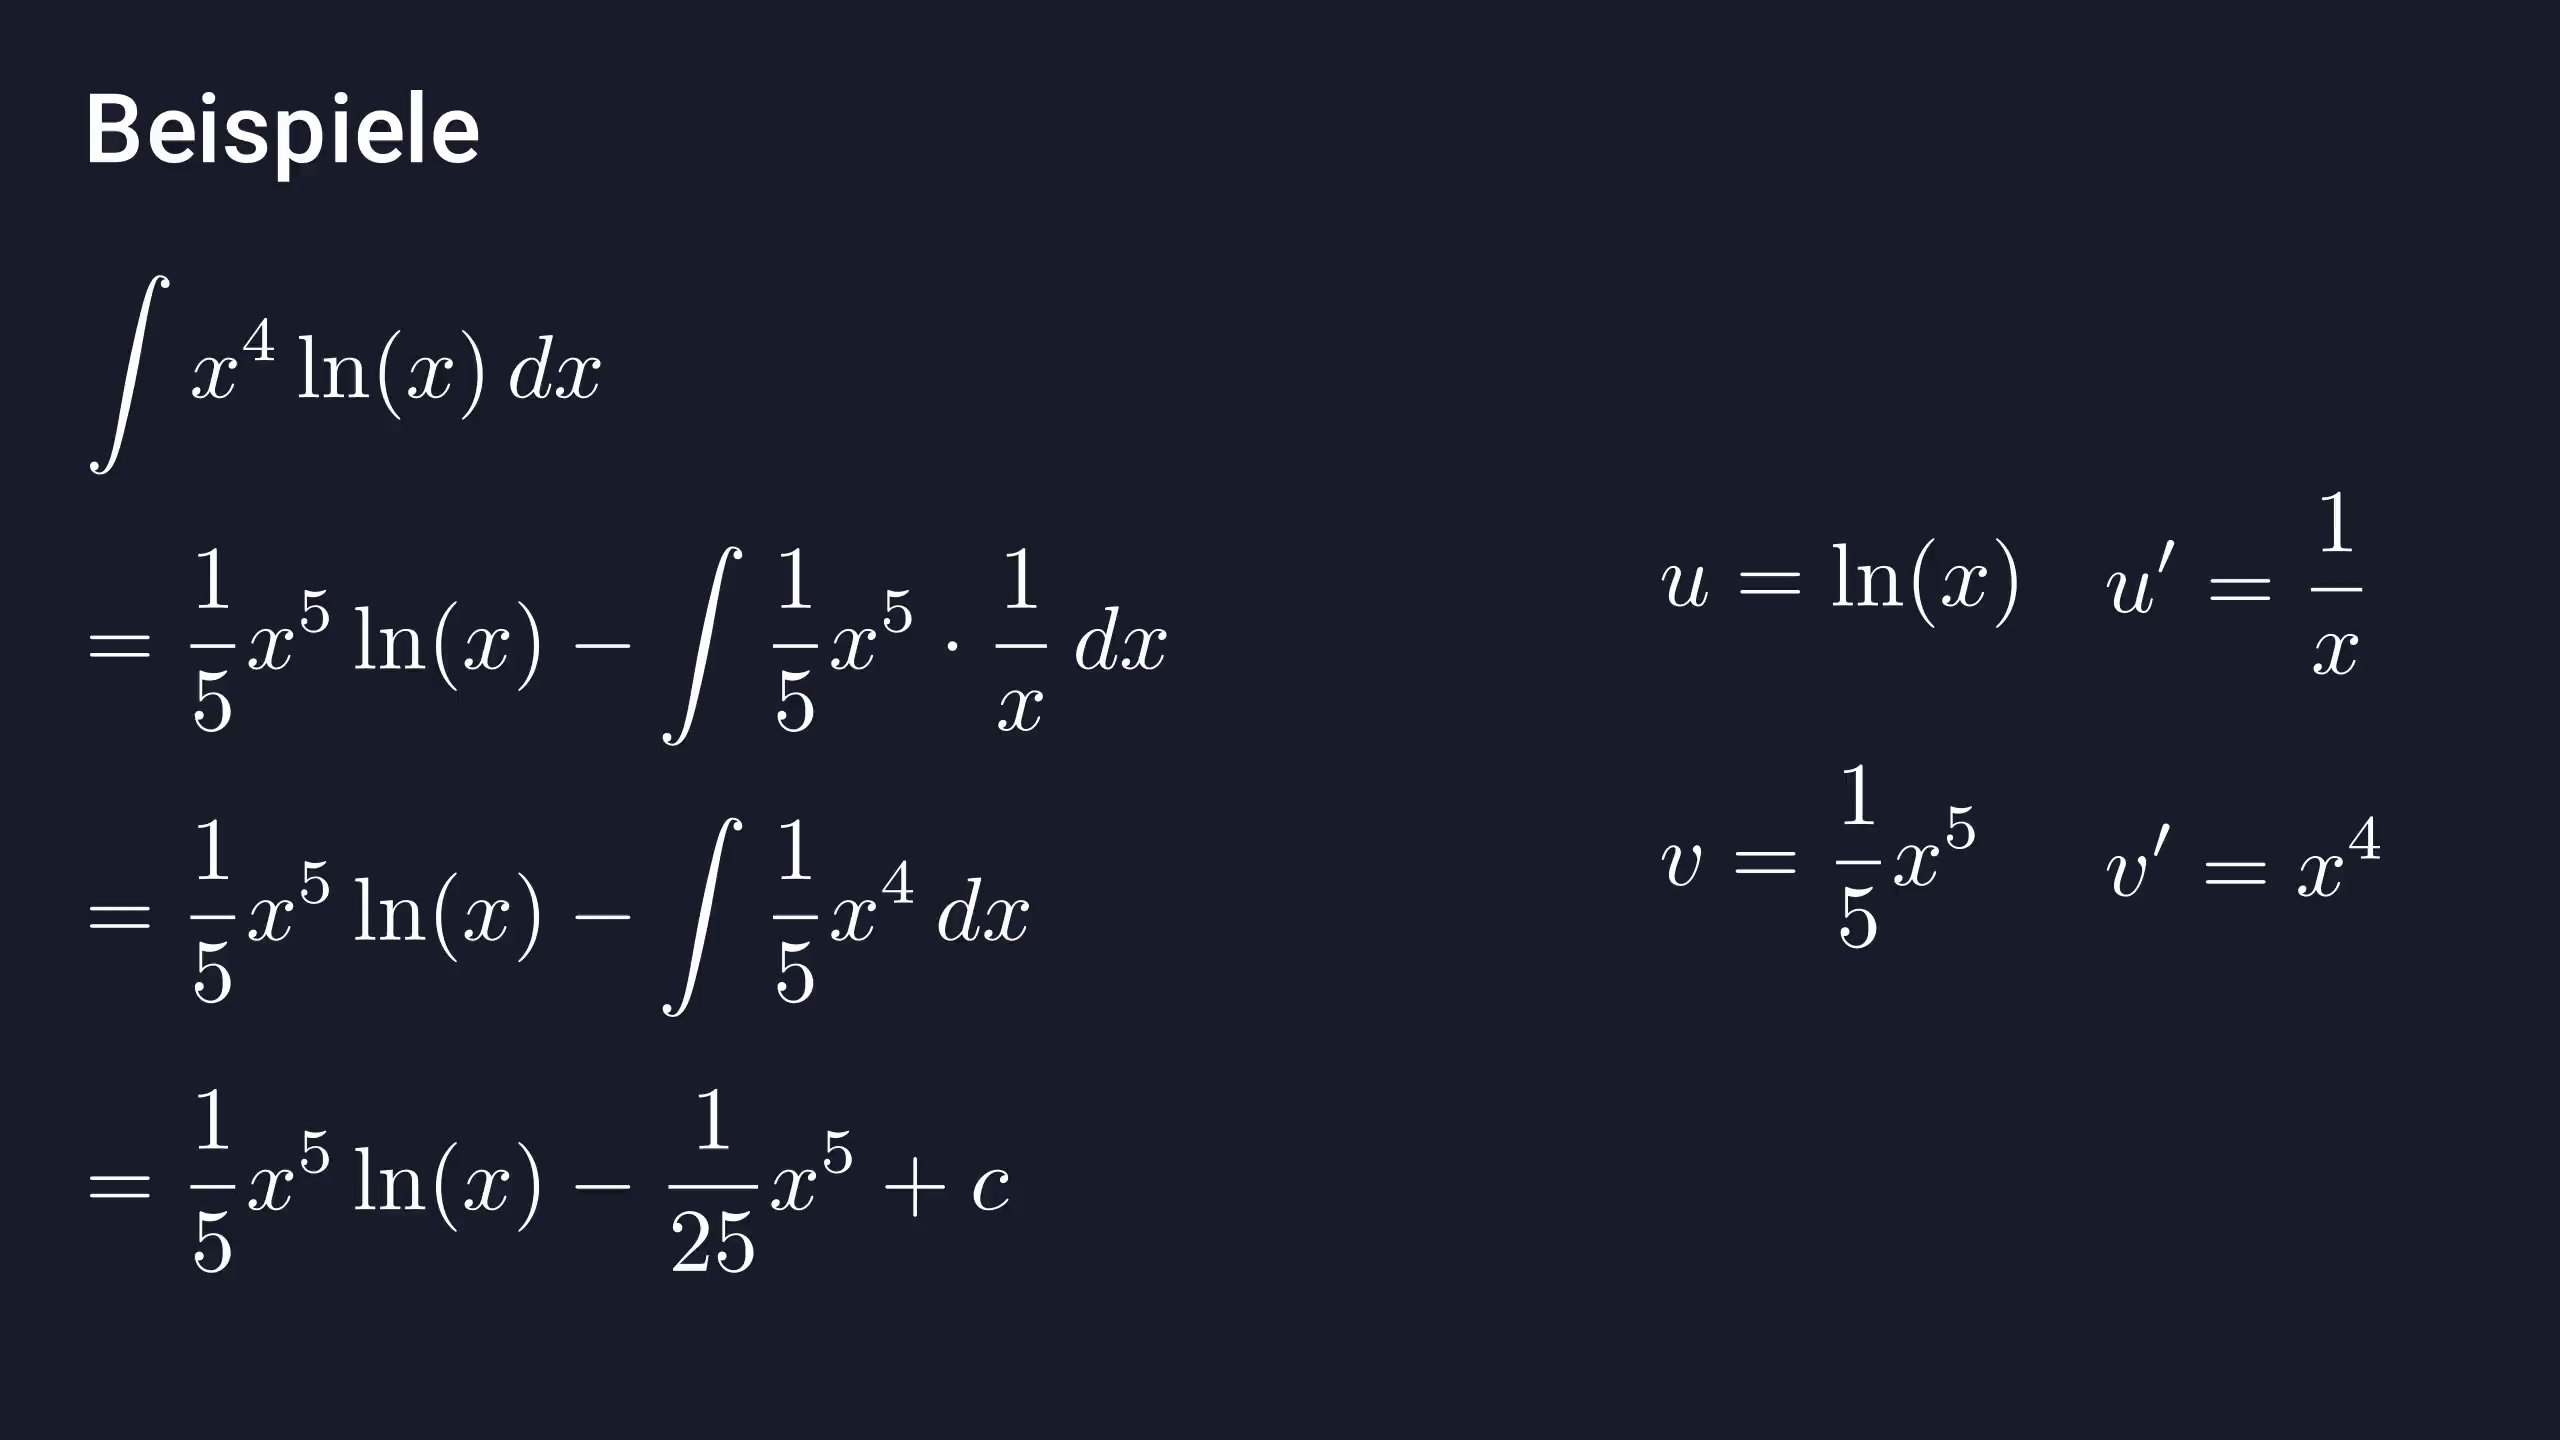 Beispiele
∫ x⁴ ln(x) dx
= 1/5 x⁵ ln(x) − ∫ 1/5 x⁵ · 1/x dx
= 1/5 x⁵ ln(x) − ∫ 1/5 x⁴ dx
= 1/5 x⁵ ln(x) − 1/25 x⁵ + c
u = ln(x) u′ = 1/x
v = 1/5 x⁵ v′ = x⁴